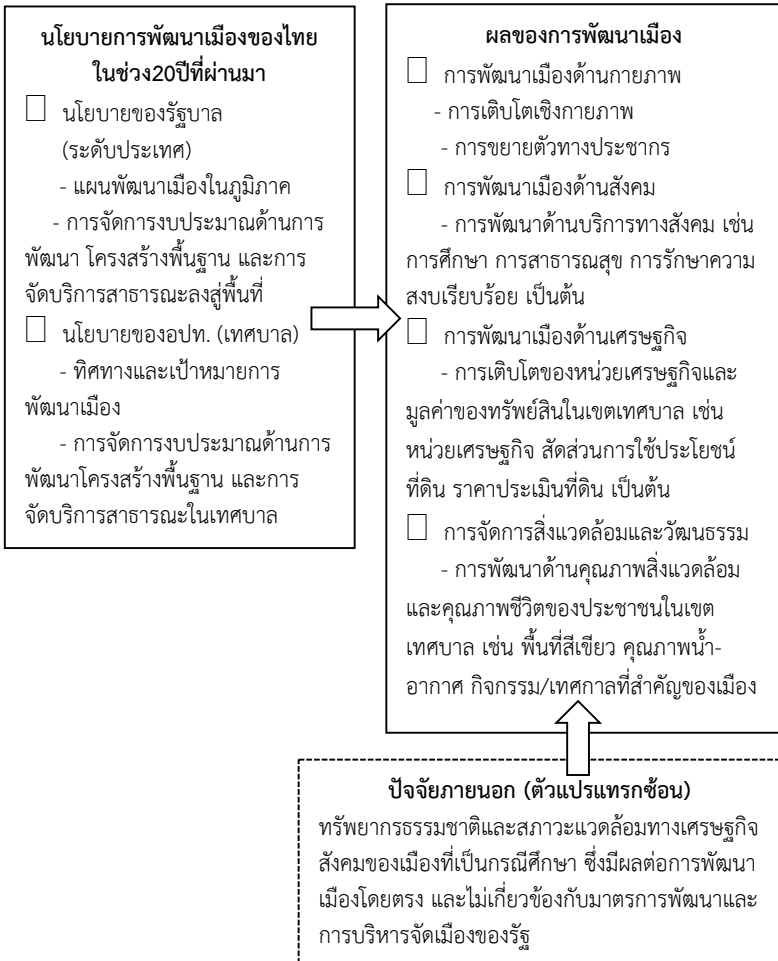 นโยบายการพัฒนาเมืองของไทย
ในช่วง20ปีที่ผ่านมา
นโยบายของรัฐบาล
(ระดับประเทศ)
- แผนพัฒนาเมืองในภูมิภาค
- การจัดการงบประมาณด้านการ
พัฒนา โครงสร้างพื้นฐาน และการ
จัดบริการสาธารณะลงสู่พื้นที่
นโยบายของอปท. (เทศบาล)
- ทิศทางและเป้าหมายการ
พัฒนาเมือง
- การจัดการงบประมาณด้านการ
พัฒนาโครงสร้างพื้นฐาน และการ
จัดบริการสาธารณะในเทศบาล
ผลของการพัฒนาเมือง
การพัฒนาเมืองด้านกายภาพ
- การเติบโตเชิงกายภาพ
- การขยายตัวทางประชากร
การพัฒนาเมืองด้านสังคม
- การพัฒนาด้านบริการทางสังคม เช่น
การศึกษา การสาธารณสุข การรักษาความ
สงบเรียบร้อย เป็นต้น
การพัฒนาเมืองด้านเศรษฐกิจ
- การเติบโตของหน่วยเศรษฐกิจและ
มูลค่าของทรัพย์สินในเขตเทศบาล เช่น
หน่วยเศรษฐกิจ สัดส่วนการใช้ประโยชน์
ที่ดิน ราคาประเมินที่ดิน เป็นต้น
การจัดการสิ่งแวดล้อมและวัฒนธรรม
- การพัฒนาด้านคุณภาพสิ่งแวดล้อม
และคุณภาพชีวิตของประชาชนในเขต
เทศบาล เช่น พื้นที่สีเขียว คุณภาพน้ำ-
อากาศ กิจกรรม/เทศกาลที่สำคัญของเมือง
ปัจจัยภายนอก (ตัวแปรแทรกซ้อน)
ทรัพยากรธรรมชาติและสภาวะแวดล้อมทางเศรษฐกิจ
สังคมของเมืองที่เป็นกรณีศึกษา ซึ่งมีผลต่อการพัฒนา
เมืองโดยตรง และไม่เกี่ยวข้องกับมาตรการพัฒนาและ
การบริหารจัดเมืองของรัฐ